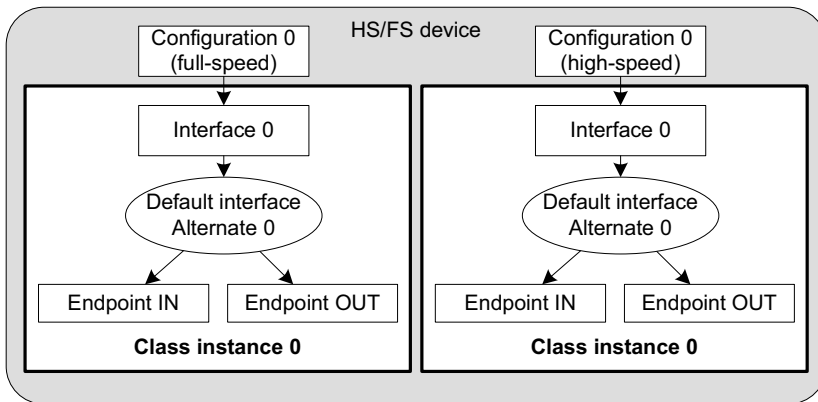 HS/FS device
Configuration 0
(full-speed)
Interface 0
Default interface
Alternate 0
Endpoint IN
Endpoint OUT
Class instance 0
Configuration 0
(high-speed)
Interface 0
Default interface
Alternate 0
Endpoint IN
Endpoint OUT
Class instance 0